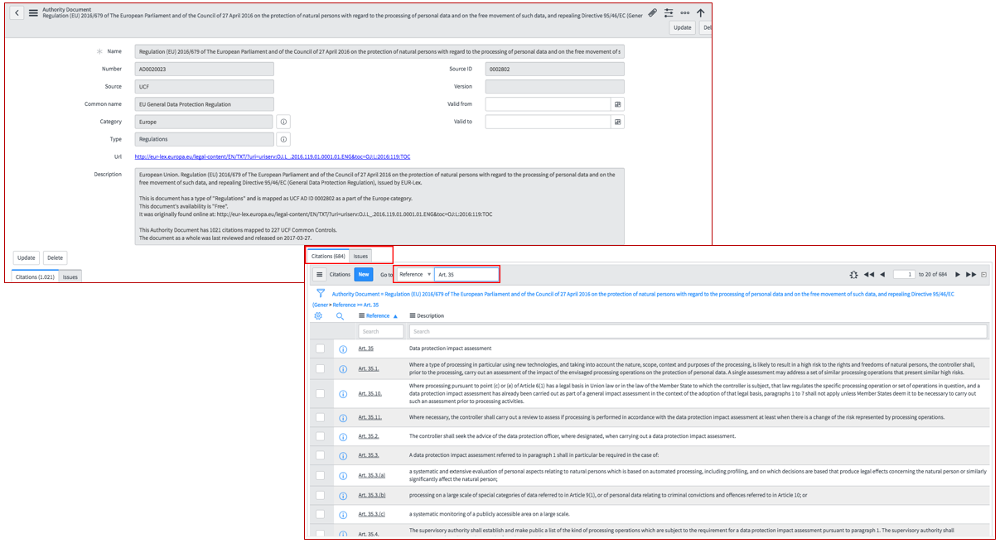 Authority Document
Regulation (EU) 2016/679 of The European Parliament and of the Council of 27 April 2016 on the protection of natural persons with regard to the processing of personal data and on the free movement of such data, and repealing Directive 95/46/EC (Gener
Update
Del
Name
Regulation (EU) 2016/679 of The European Parliament and of the Council of 27 April 2016 on the protection of natural persons with regard to the processing of personal data and on the free movement of s
Number
AD0020023
Source ID
0002802
Source
UCF
Version
Common name
EU General Data Protection Regulation
Valid from
Category
Europe
Valid to
Type
Regulations
Url
http://eur-lex.europa.eu/legal-content/EN/TXT/?uri=uriserv:OJ.L_.2016.119.01.0001.01.ENG&toc=OJ:L:2016:119:TOC
Description
European Union. Regulation (EU) 2016/679 of The European Parliament and of the Council of 27 April 2016 on the protection of natural persons with regard to the processing of personal data and on the
free movement of such data, and repealing Directive 95/46/EC (General Data Protection Regulation), issued by EUR-Lex.
This is document has a type of "Regulations" and is mapped as UCF AD ID 0002802 as a part of the Europe category.
This document's availability is "Free".
It was originally found online at: http://eur-lex.europa.eu/legal-content/EN/TXT/?uri=uriserv:OJ.L_.2016.119.01.0001.01.ENG&toc=OJ:L:2016:119:TOC
This Authority Document has 1021 citations mapped to 227 UCF Common Controls.
The document as a whole was last reviewed and released on 2017-03-27.
Update
Delete
Citations (1.021)
Issues
Citations (684)
Issues
Citations
New
Go to
Reference
Art. 35
1
to 20 of 684
Authority Document = Regulation (EU) 2016/679 of The European Parliament and of the Council of 27 April 2016 on the protection of natural persons with regard to the processing of personal data and on the free movement of such data, and repealing Directive 95/46/EC
(Gener > Reference >= Art. 35
Reference
Description
Search
Search
Art. 35
Data protection impact assessment
Art. 35.1.
Where a type of processing in particular using new technologies, and taking into account the nature, scope, context and purposes of the processing, is likely to result in a high risk to the rights and freedoms of natural persons, the controller shall,
prior to the processing, carry out an assessment of the impact of the envisaged processing operations on the protection of personal data. A single assessment may address a set of similar processing operations that present similar high risks.
Art. 35.10.
Where processing pursuant to point (c) or (e) of Article 6(1) has a legal basis in Union law or in the law of the Member State to which the controller is subject, that law regulates the specific processing operation or set of operations in question, and a
data protection impact assessment has already been carried out as part of a general impact assessment in the context of the adoption of that legal basis, paragraphs 1 to 7 shall not apply unless Member States deem it to be necessary to carry out
such an assessment prior to processing activities.
Art. 35.11.
Where necessary, the controller shall carry out a review to assess if processing is performed in accordance with the data protection impact assessment at least when there is a change of the risk represented by processing operations.
Art. 35.2.
The controller shall seek the advice of the data protection officer, where designated, when carrying out a data protection impact assessment.
Art. 35.3.
A data protection impact assessment referred to in paragraph 1 shall in particular be required in the case of:
Art. 35.3.(a)
a systematic and extensive evaluation of personal aspects relating to natural persons which is based on automated processing, including profiling, and on which decisions are based that produce legal effects concerning the natural person or similarly
significantly affect the natural person;
Art. 35.3.(b)
processing on a large scale of special categories of data referred to in Article 9(1), or of personal data relating to criminal convictions and offences referred to in Article 10; or
Art. 35.3.(c)
a systematic monitoring of a publicly accessible area on a large scale.
Art. 35.4.
The supervisory authority shall establish and make public a list of the kind of processing operations which are subject to the requirement for a data protection impact assessment pursuant to paragraph 1. The supervisory authority shall